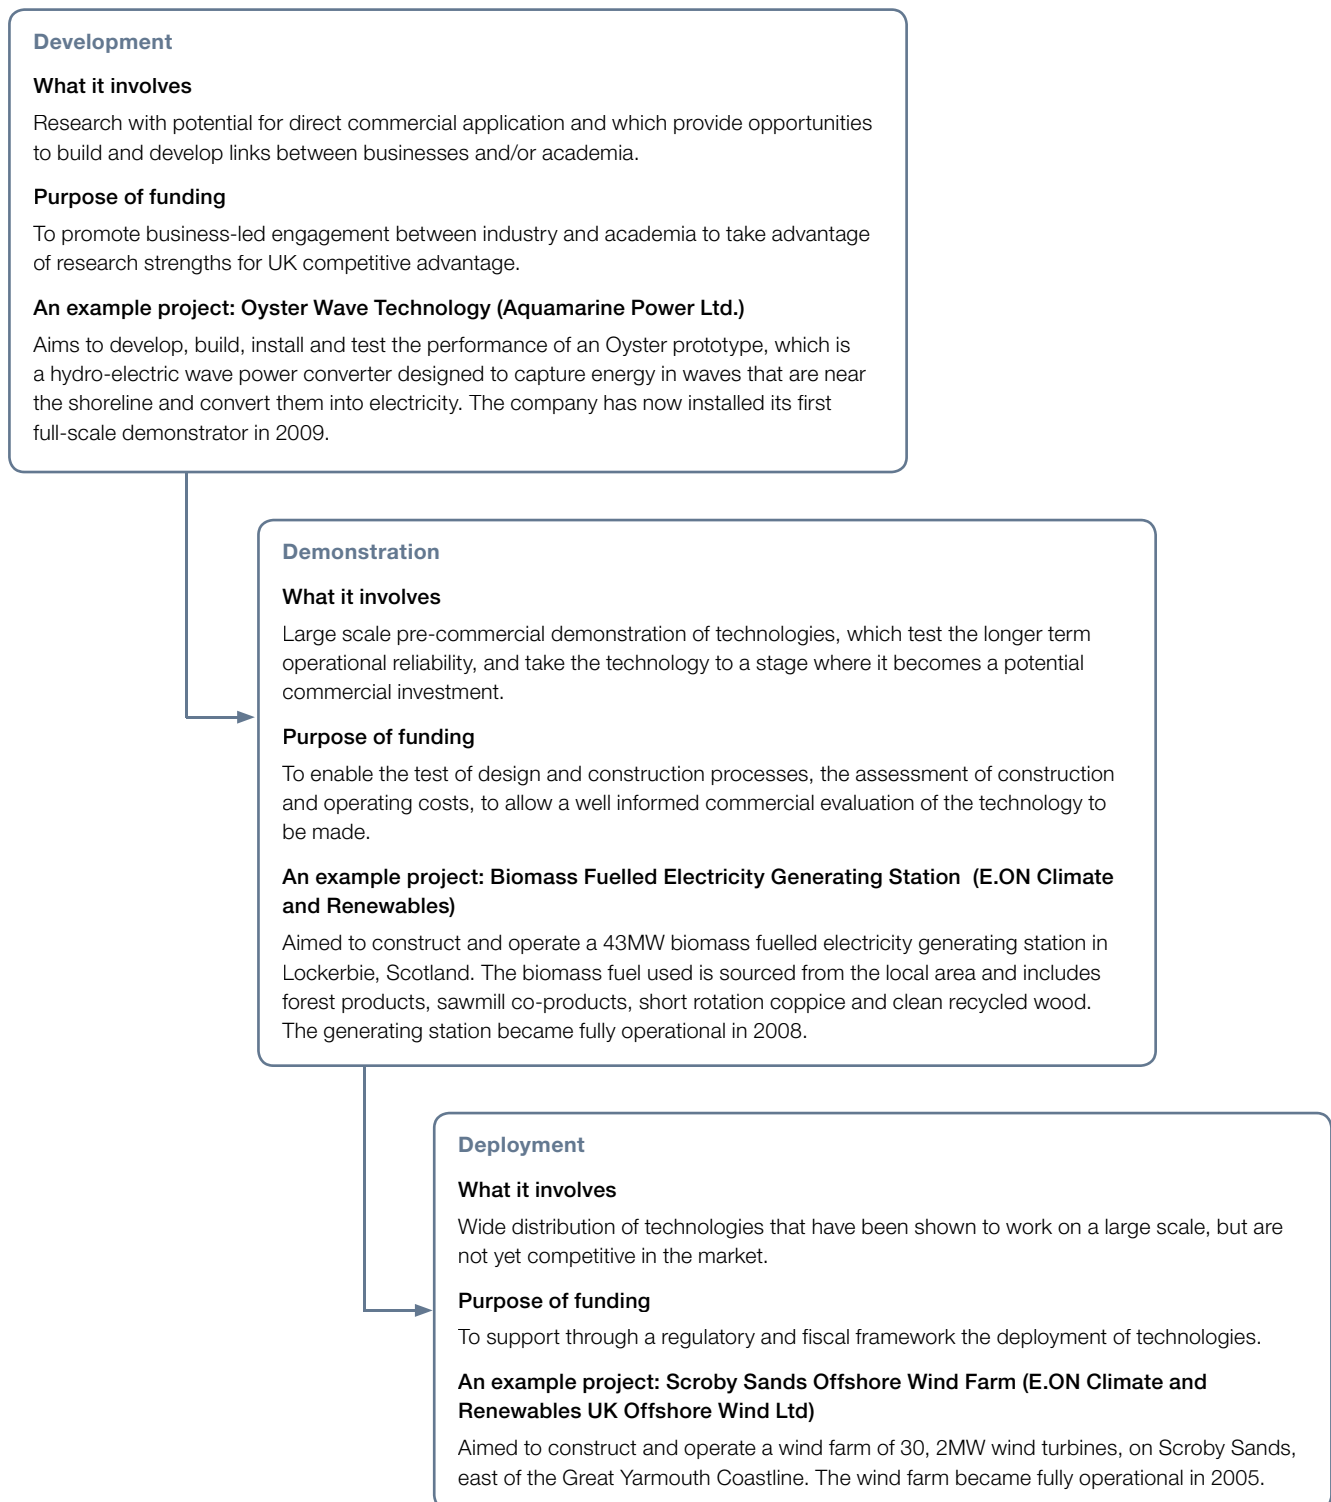 Development
What it involves
Research with potential for direct commercial application and which provide opportunities
to build and develop links between businesses and/or academia.
Purpose of funding
To promote business-led engagement between industry and academia to take advantage
of research strengths for UK competitive advantage.
An example project: Oyster Wave Technology (Aquamarine Power Ltd.)
Aims to develop, build, install and test the performance of an Oyster prototype, which is
a hydro-electric wave power converter designed to capture energy in waves that are near
the shoreline and convert them into electricity. The company has now installed its first
full-scale demonstrator in 2009.
Demonstration
What it involves
Large scale pre-commercial demonstration of technologies, which test the longer term
operational reliability, and take the technology to a stage where it becomes a potential
commercial investment.
Purpose of funding
To enable the test of design and construction processes, the assessment of construction
and operating costs, to allow a well informed commercial evaluation of the technology to
be made.
An example project: Biomass Fuelled Electricity Generating Station (E.ON Climate
and Renewables)
Aimed to construct and operate a 43MW biomass fuelled electricity generating station in
Lockerbie, Scotland. The biomass fuel used is sourced from the local area and includes
forest products, sawmill co-products, short rotation coppice and clean recycled wood.
The generating station became fully operational in 2008.
Deployment
What it involves
Wide distribution of technologies that have been shown to work on a large scale, but are
not yet competitive in the market.
Purpose of funding
To support through a regulatory and fiscal framework the deployment of technologies.
An example project: Scroby Sands Offshore Wind Farm (E.ON Climate and
Renewables UK Offshore Wind Ltd)
Aimed to construct and operate a wind farm of 30, 2MW wind turbines, on Scroby Sands,
east of the Great Yarmouth Coastline. The wind farm became fully operational in 2005.